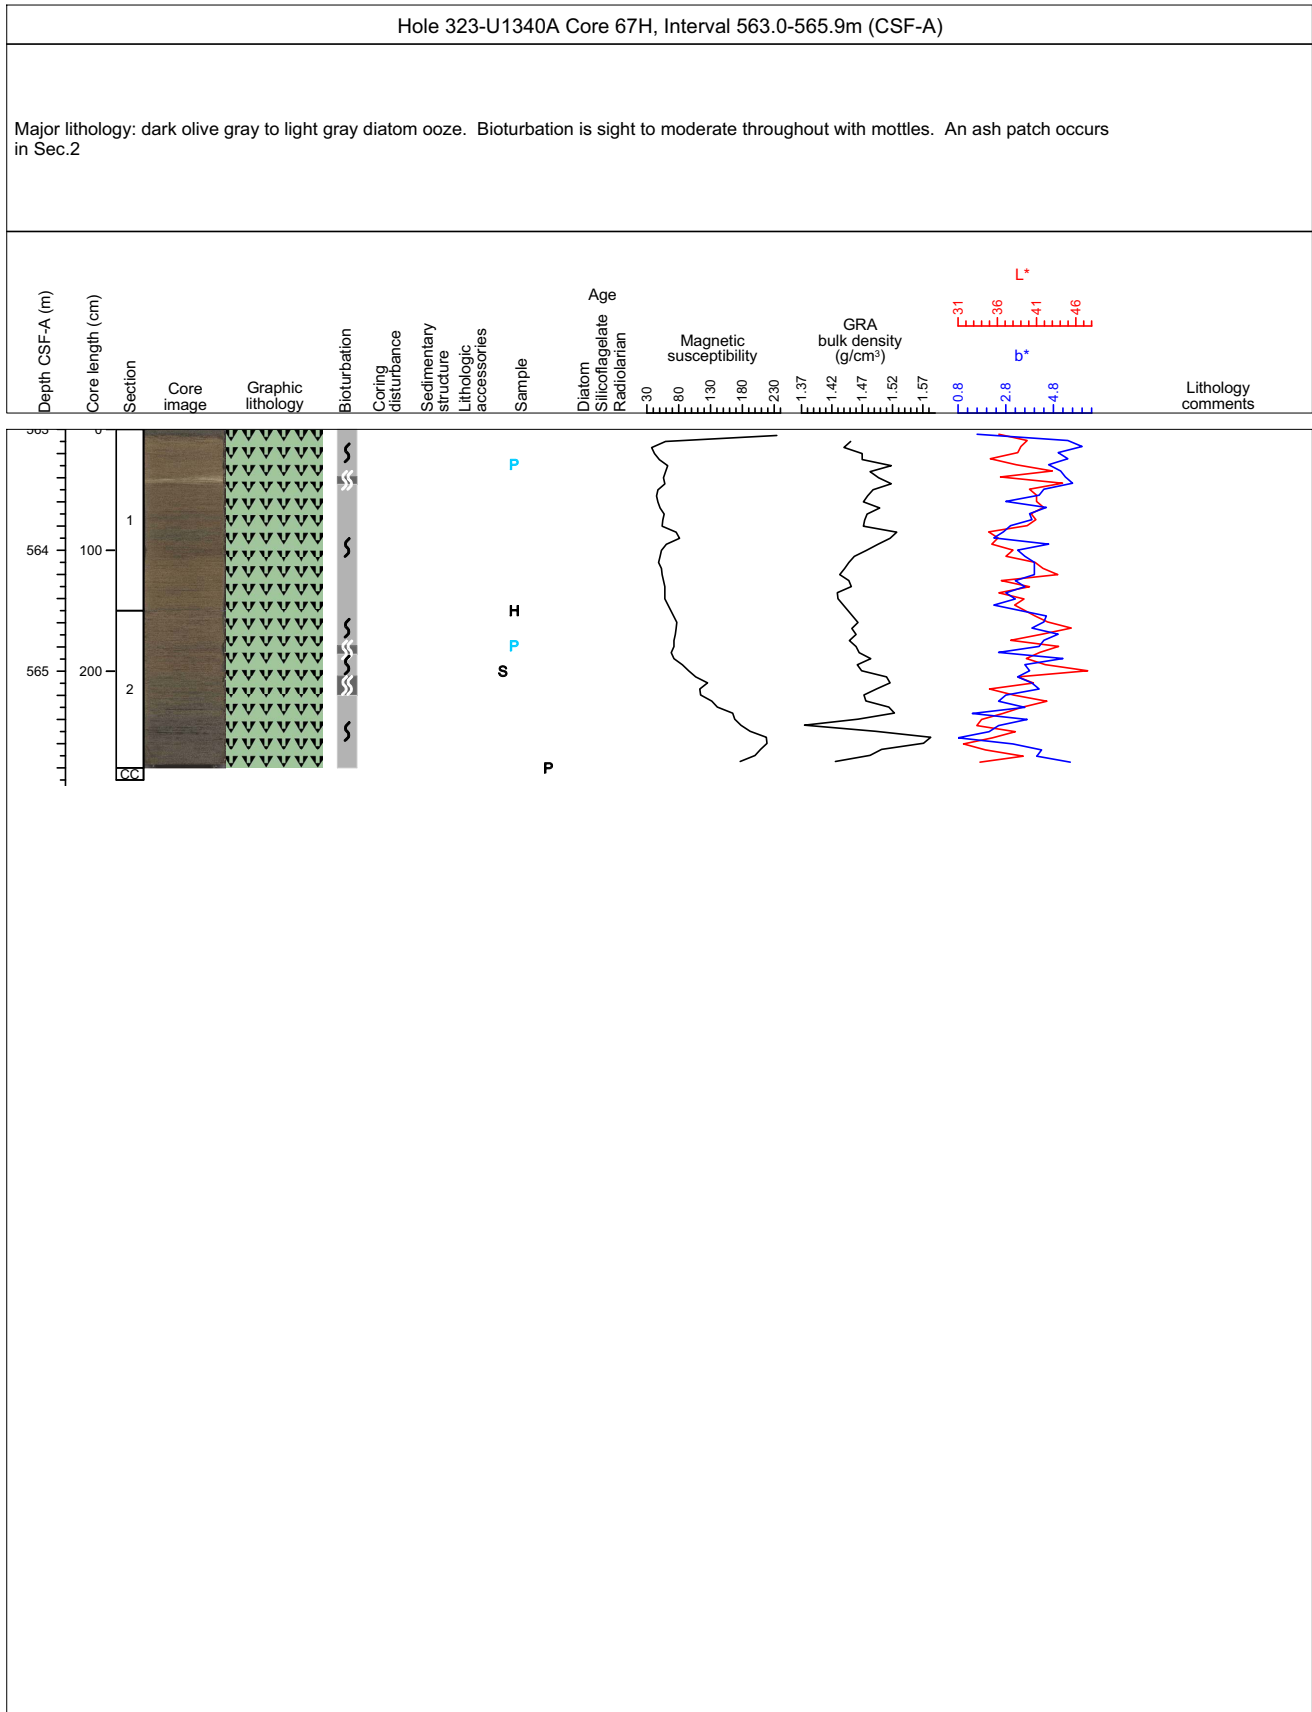 Hole 323-U1340A Core 67H, Interval 563.0-565.9m (CSF-A)
Major lithology: dark olive gray to light gray diatom ooze.  Bioturbation is sight to moderate throughout with mottles.  An ash patch occurs
in Sec.2
Depth CSF-A (m)
Core length (cm)
Section
Core
image
Graphic
lithology
Bioturbation
Coring
disturbance
Sedimentary
structure
Lithologic
accessories
Sample
Age
Diatom
Silicoflagelate
Radiolarian
Magnetic
susceptibility
30 80 130 180 230
GRA
bulk density
(g/cm³)
1.37 1.42 1.47 1.52 1.57
L*
31 36 41 46
b*
0.8 2.8 4.8
Lithology
comments
563 0
P
1
564 100
H
P
565 200 S
2
CC P